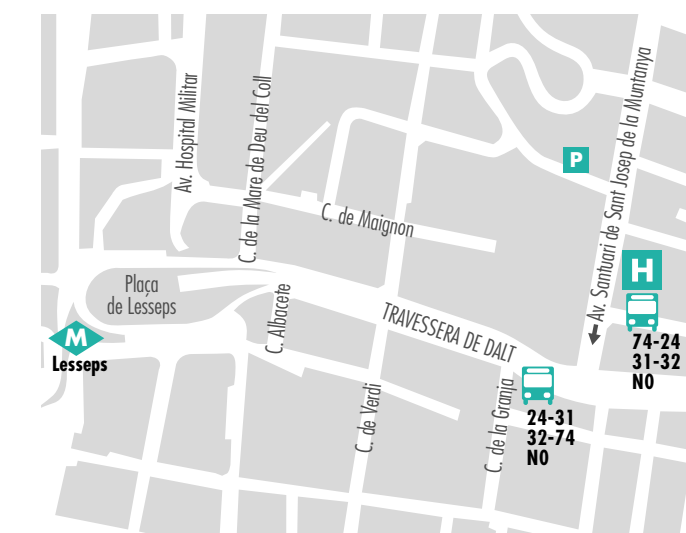 Av. Hospital Militar
C. de la Mare de Deu del Coll
Av. Santuari de Sant Josep de la Muntanya
P
C. de Maignon
H
Plaça
de Lesseps
C. Albacete
TRAVESSERA DE DALT
M
Lesseps
74-24
31-32
N0
C. de Verdi
C. de la Granja
24-31
32-74
N0